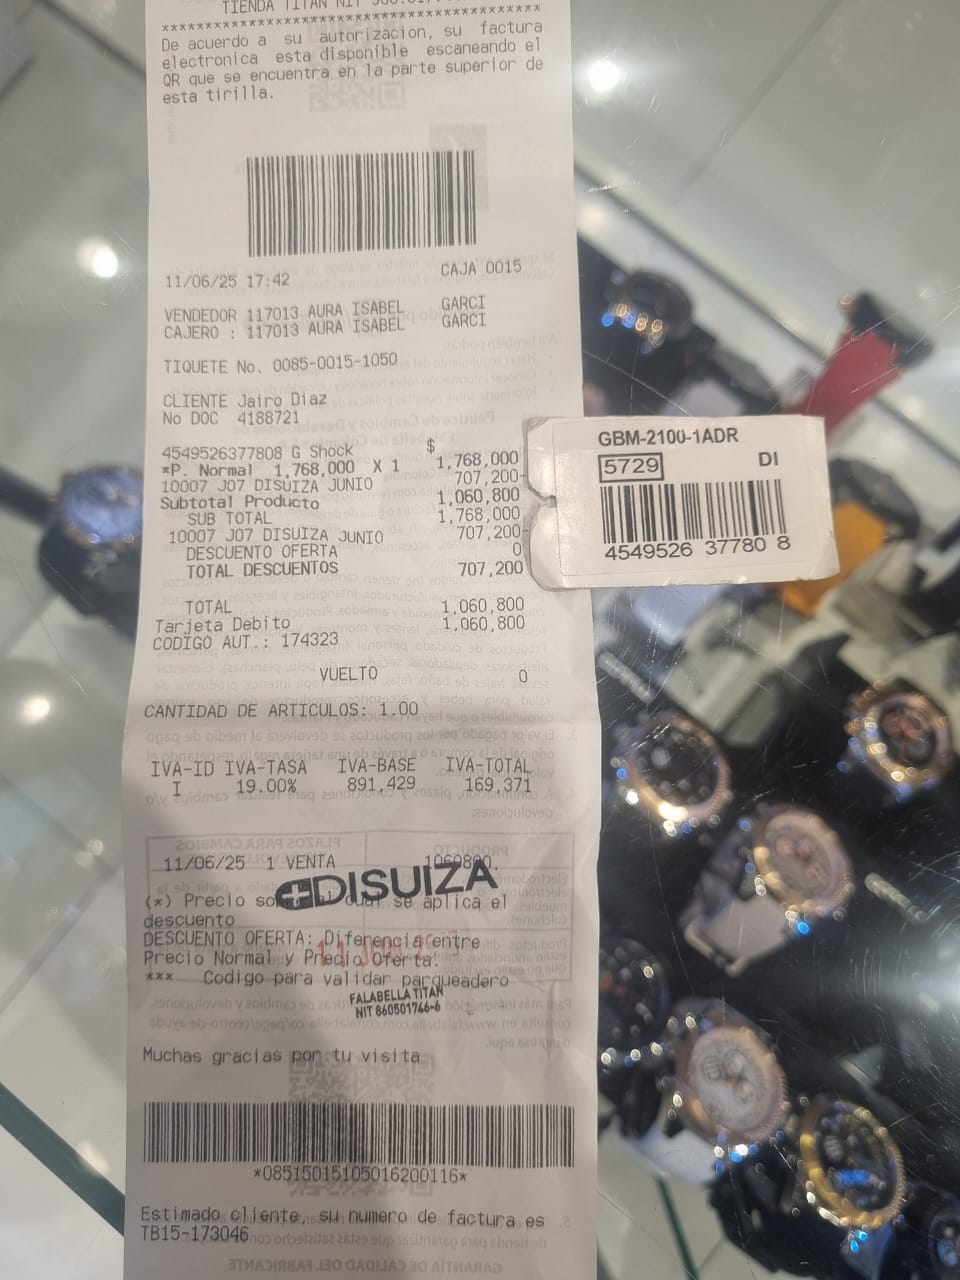 TIENDA TITAN NIT
****************************************
De acuerdo a su autorizacion, su factura
electronica esta disponible escaneando el
QR que se encuentra en la parte superior de
esta tirilla.
11/06/25 17:42 CAJA 0015
VENDEDOR 117013 AURA ISABEL GARCI
CAJERO : 117013 AURA ISABEL GARCI
TIQUETE No. 0085-0015-1050
CLIENTE Jairo Diaz
No DOC 4188721
$
4549526377808 G Shock
*P. Normal 1,768,000 X 1 1,768,000
10007 J07 DISUIZA JUNIO 707,200-
Subtotal Producto 1,060,800
SUB TOTAL 1,768,000
10007 J07 DISUIZA JUNIO 707,200-
DESCUENTO OFERTA 0
TOTAL DESCUENTOS 707,200
TOTAL 1,060,800
Tarjeta Debito 1,060,800
CODIGO AUT.: 174323
VUELTO 0
CANTIDAD DE ARTICULOS: 1.00
IVA-ID IVA-TASA IVA-BASE IVA-TOTAL
I 19.00% 891,429 169,371
11/06/25 1 VENTA 1060800.
DISUIZA
(*) Precio sobre el cual se aplica el
descuento
DESCUENTO OFERTA: Diferencia entre
Precio Normal y Precio Oferta.
*** Codigo para validar parqueadero
FALABELLA TITAN
NIT 860501746-6
Muchas gracias por tu visita
*08515015105016200116*
Estimado cliente, su numero de factura es
TB15-173046
GBM-2100-1ADR
5729 DI
4549526 37780 8